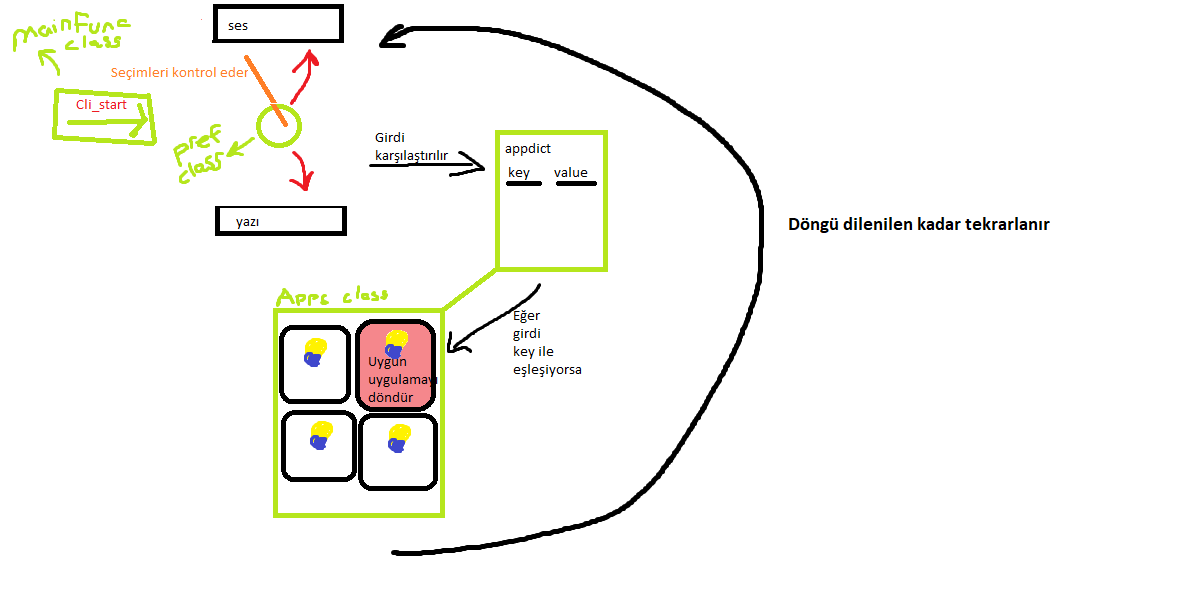 mainFunc
class
ses
Seçimleri kontrol eder
Cli_start
pref
class
yazı
Girdi
karşılaştırılır
appdict
key value
Döngü dilenilen kadar tekrarlanır
Apps class
Eğer
girdi
key ile
eşleşiyorsa
Uygun
uygulamayı
döndür